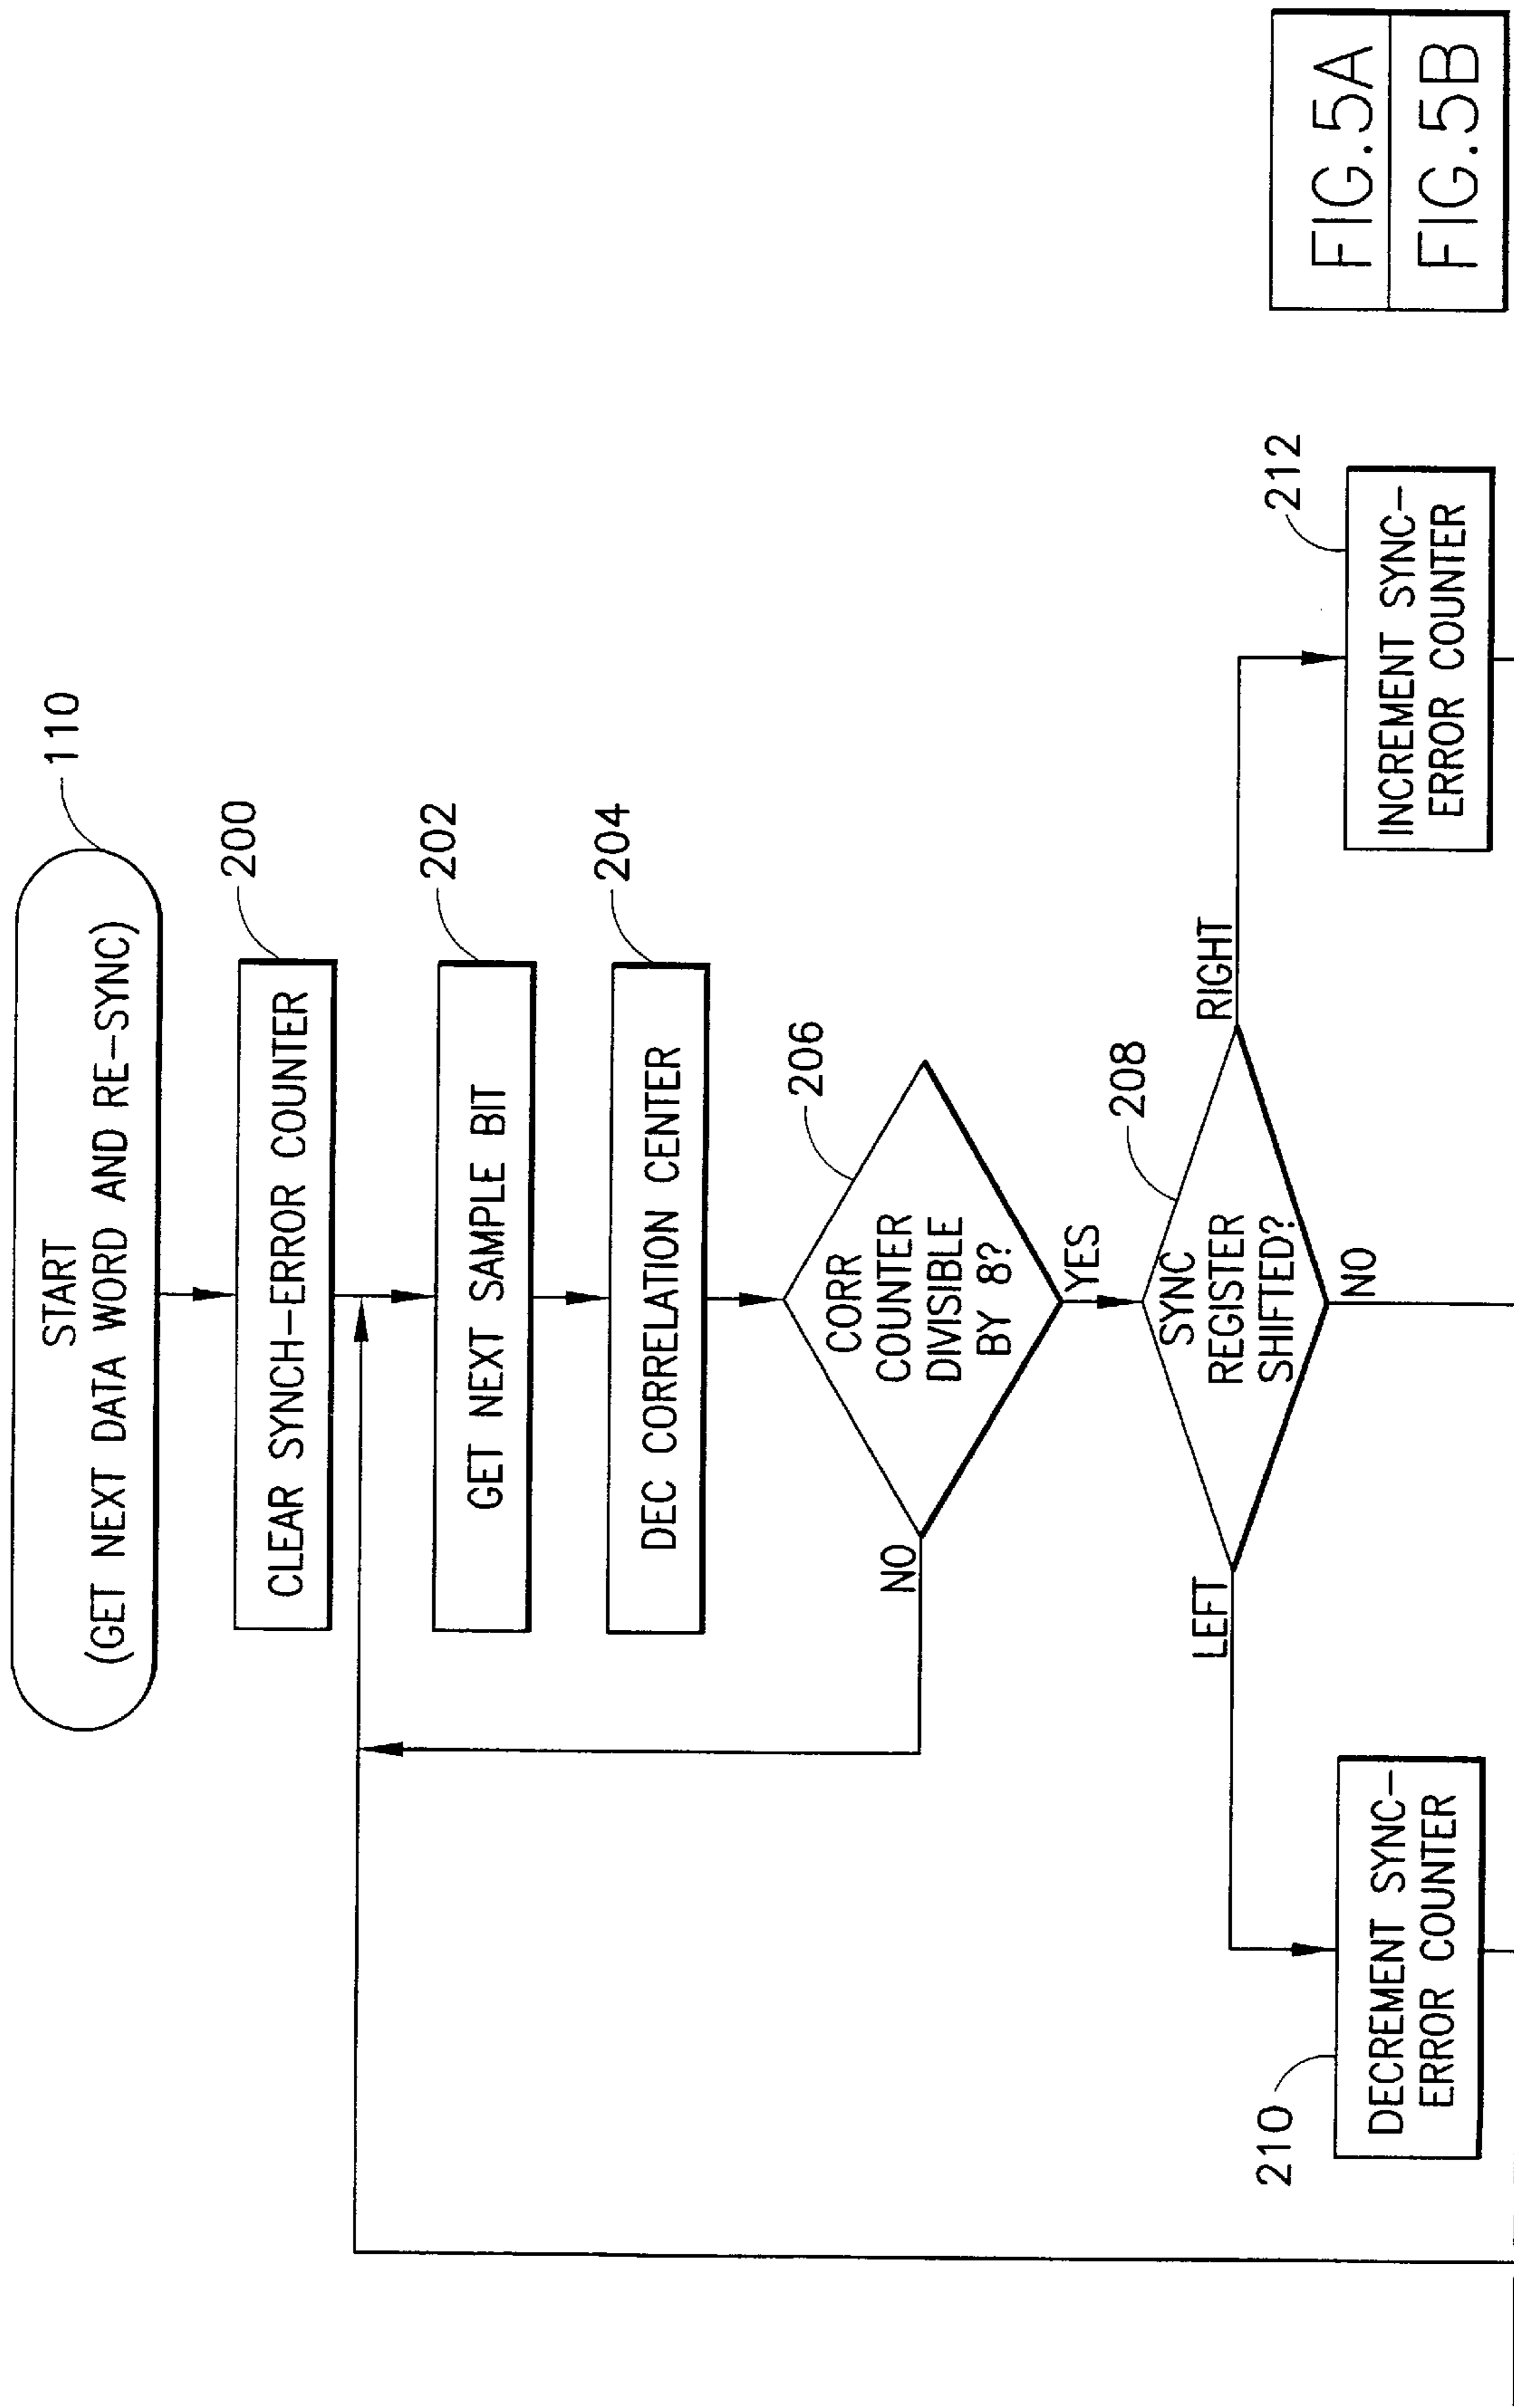 START
(GET NEXT DATA WORD AND RE-SYNC)
110
CLEAR SYNCH-ERROR COUNTER
200
GET NEXT SAMPLE BIT
202
DEC CORRELATION CENTER
204
CORR
COUNTER
DIVISIBLE
BY 8?
206
NO
YES
SYNC
REGISTER
SHIFTED?
208
LEFT
RIGHT
NO
210
DECREMENT SYNC-
ERROR COUNTER
212
INCREMENT SYNC-
ERROR COUNTER
FIG.5A
FIG.5B